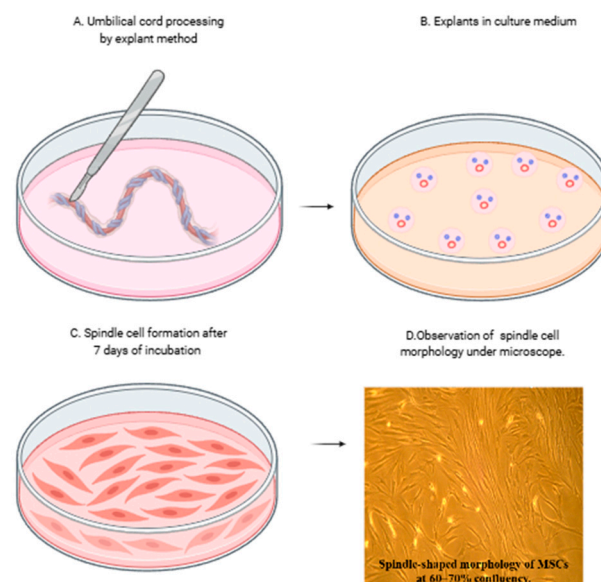 A. Umbilical cord processing
by explant method
B. Explants in culture medium
C. Spindle cell formation after
7 days of incubation
D.Observation of spindle cell
morphology under microscope.
Spindle-shaped morphology of MSCs
at 60–70% confluency.